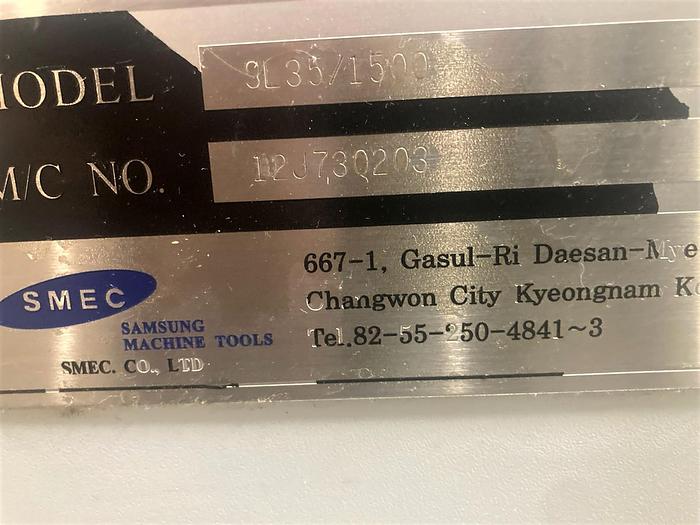 MODEL SL35/1500
M/C NO. 12J730203
667-1, Gasul-Ri Daesan-Mye
Changwon City Kyeongnam K
Tel.82-55-250-4841~3
SMEC
SAMSUNG
MACHINE TOOLS
SMEC. CO., LTD